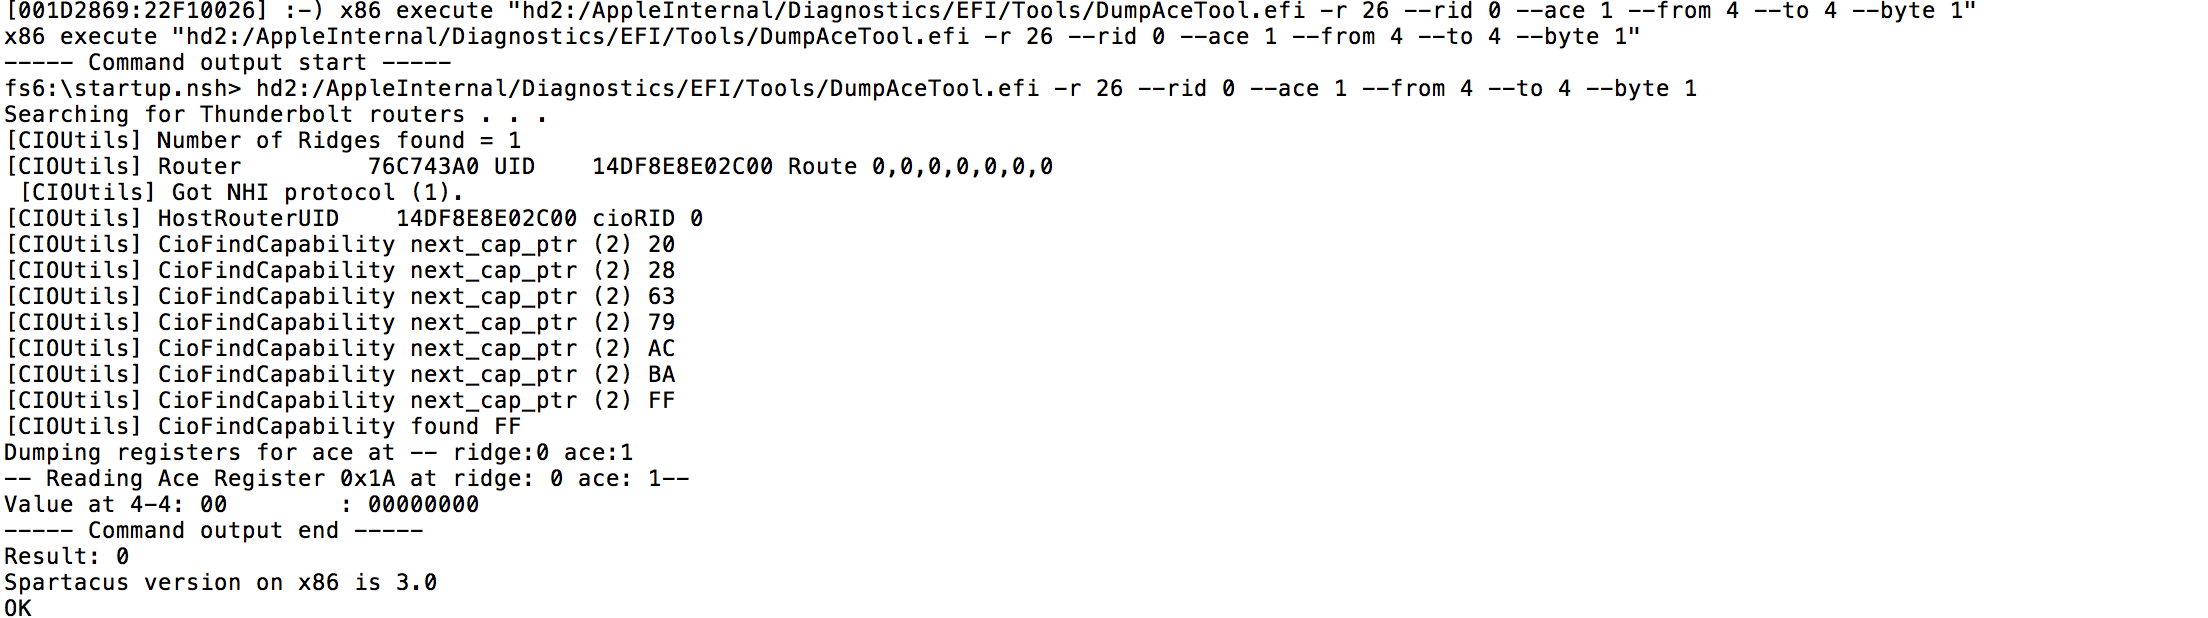 [001D2869:22F10026] :-) x86 execute "hd2:/AppleInternal/Diagnostics/EFI/Tools/DumpAceTool.efi -r 26 --rid 0 --ace 1 --from 4 --to 4 --byte 1"
x86 execute "hd2:/AppleInternal/Diagnostics/EFI/Tools/DumpAceTool.efi -r 26 --rid 0 --ace 1 --from 4 --to 4 --byte 1"
----- Command output start -----
fs6:\startup.nsh> hd2:/AppleInternal/Diagnostics/EFI/Tools/DumpAceTool.efi -r 26 --rid 0 --ace 1 --from 4 --to 4 --byte 1
Searching for Thunderbolt routers . . .
[CIOUtils] Number of Ridges found = 1
[CIOUtils] Router         76C743A0 UID    14DF8E8E02C00 Route 0,0,0,0,0,0,0
 [CIOUtils] Got NHI protocol (1).
[CIOUtils] HostRouterUID    14DF8E8E02C00 cioRID 0
[CIOUtils] CioFindCapability next_cap_ptr (2) 20
[CIOUtils] CioFindCapability next_cap_ptr (2) 28
[CIOUtils] CioFindCapability next_cap_ptr (2) 63
[CIOUtils] CioFindCapability next_cap_ptr (2) 79
[CIOUtils] CioFindCapability next_cap_ptr (2) AC
[CIOUtils] CioFindCapability next_cap_ptr (2) BA
[CIOUtils] CioFindCapability next_cap_ptr (2) FF
[CIOUtils] CioFindCapability found FF
Dumping registers for ace at -- ridge:0 ace:1
-- Reading Ace Register 0x1A at ridge: 0 ace: 1--
Value at 4-4: 00        : 00000000
----- Command output end -----
Result: 0
Spartacus version on x86 is 3.0
OK